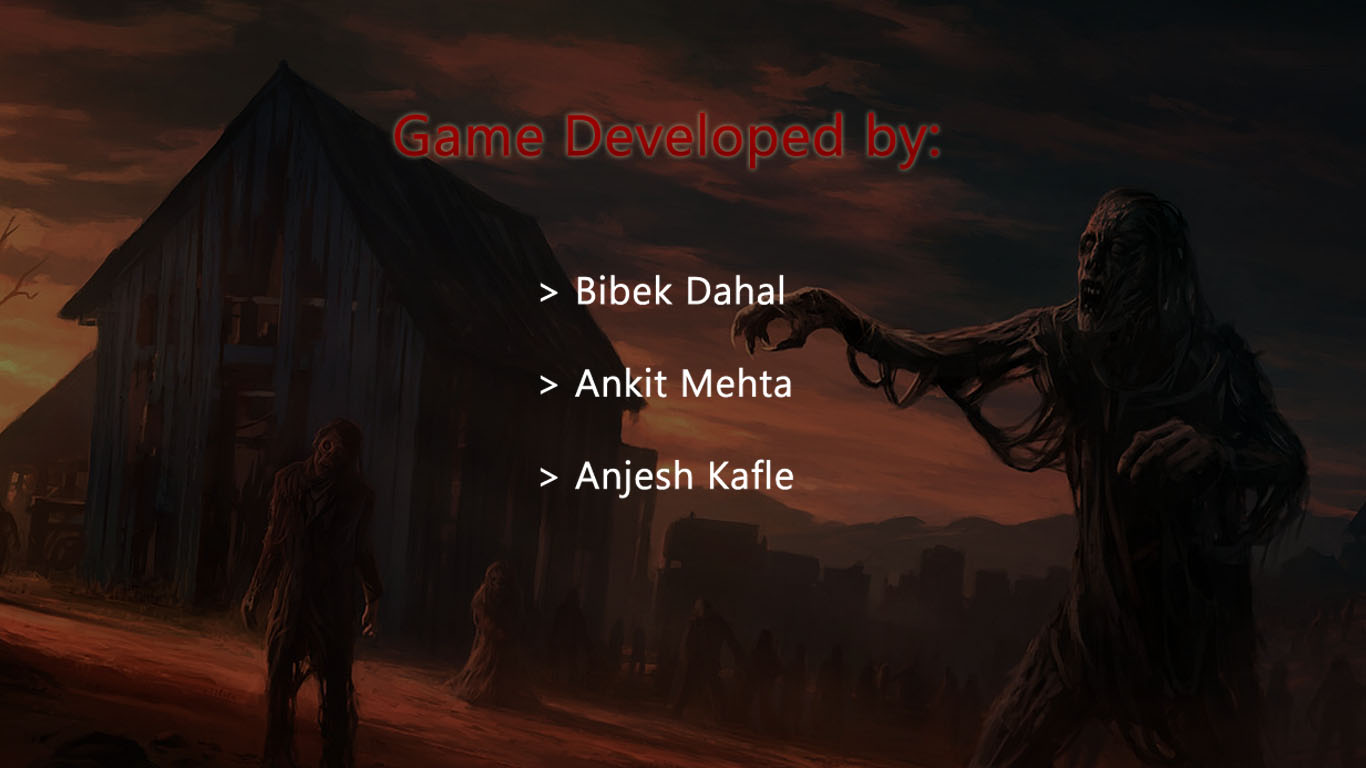 Game Developed by:
> Bibek Dahal
> Ankit Mehta
> Anjesh Kafle